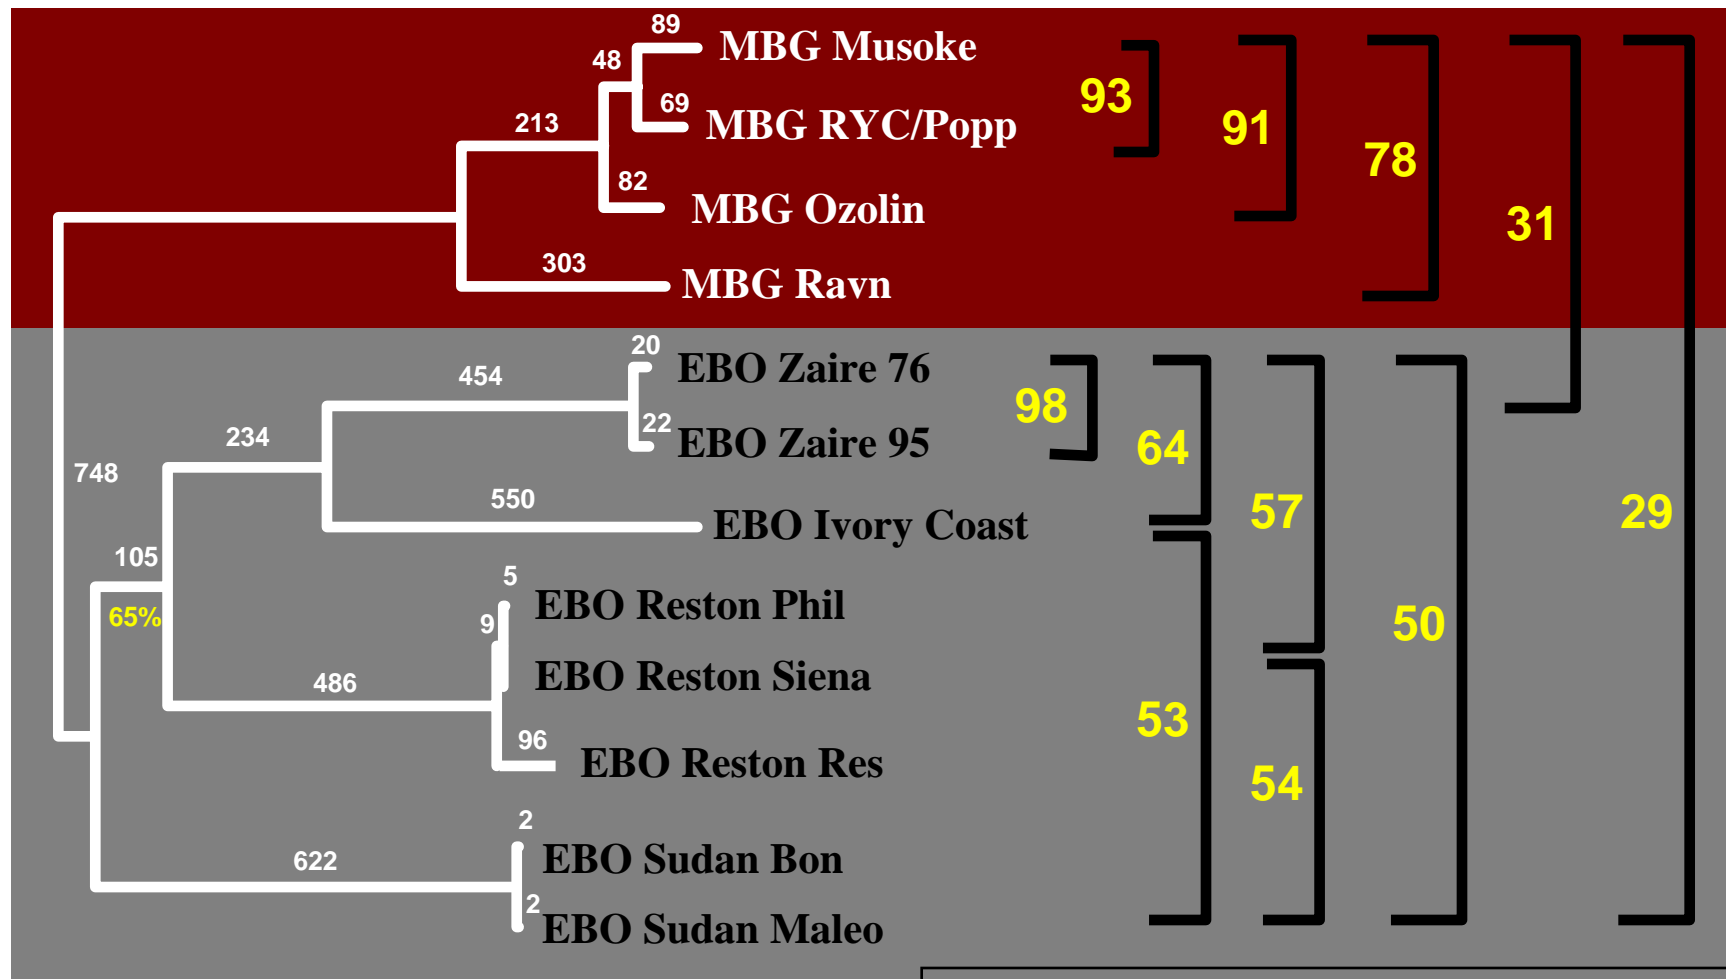 89
MBG Musoke
48
93
69
MBG RYC/Popp
213
91
78
82
MBG Ozolin
31
303
MBG Ravn
20
EBO Zaire 76
454
98
22
EBO Zaire 95
234
64
748
550
EBO Ivory Coast
57
29
105
5
EBO Reston Phil
65%
9
50
EBO Reston Siena
486
53
96
EBO Reston Res
54
2
EBO Sudan Bon
622
2
EBO Sudan Maleo